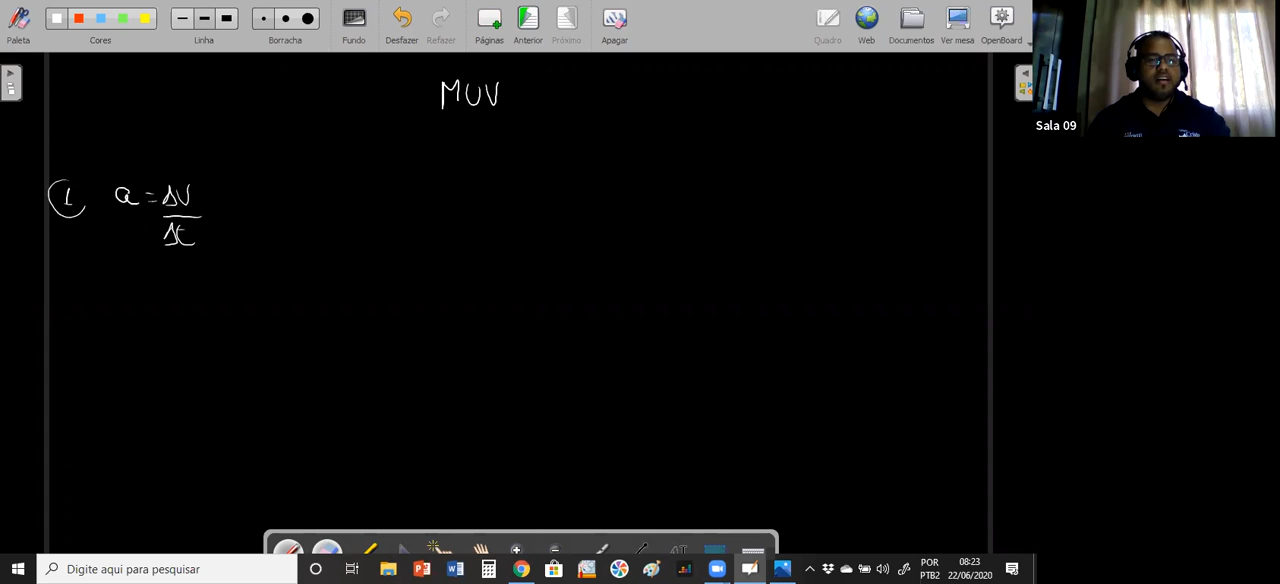 Paleta Cores Linha Borracha Fundo Desfazer Refazer Páginas Anterior Próximo Apagar Quadro Web Documentos Ver mesa OpenBoard
MUV
Sala 09
1 a = ΔV
Δt
Digite aqui para pesquisar
POR 08:23
PTB2 22/06/2020